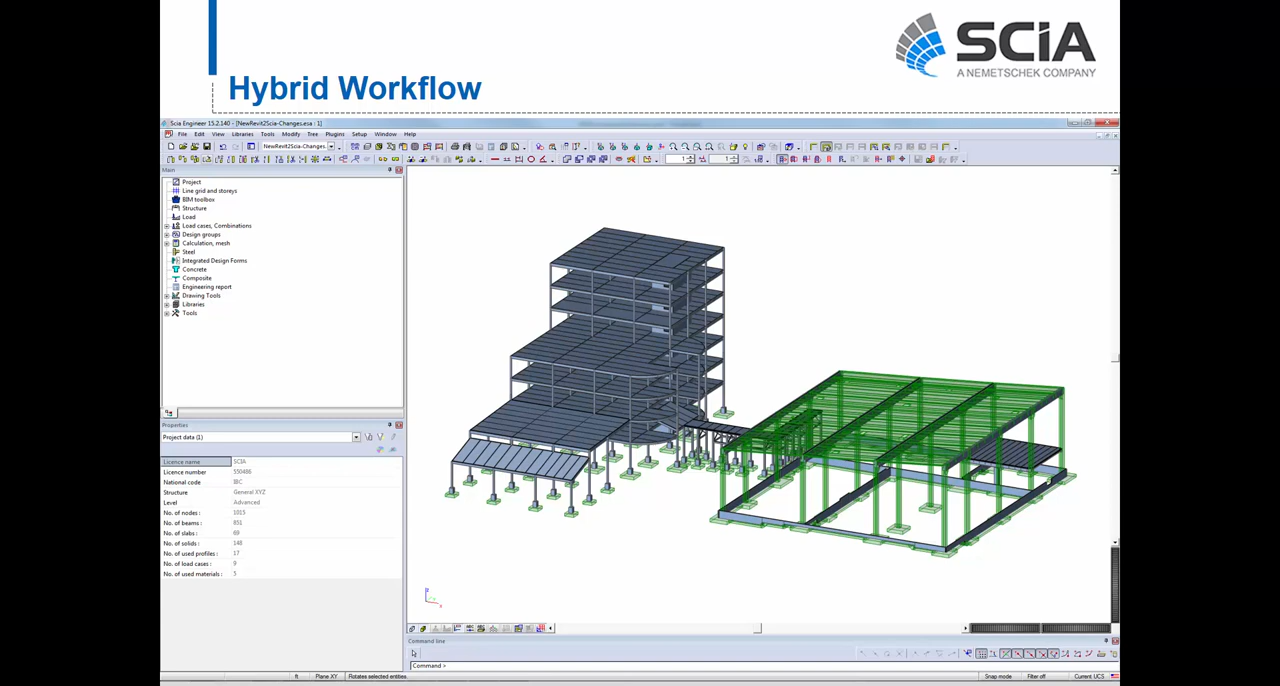 SCiA
A NEMETSCHEK COMPANY
Hybrid Workflow
Scia Engineer 15.2.140 - [NewRevit2Scia-Changes.esa : 1]
File Edit View Libraries Tools Modify Tree Plugins Setup Window Help
NewRevit2Scia-Changes.
1 1
Main
Project
Line grid and storeys
BIM toolbox
Structure
Load
Load cases, Combinations
Design groups
Calculation, mesh
Steel
Integrated Design Forms
Concrete
Composite
Engineering report
Drawing Tools
Libraries
Tools
Properties
Project data (1)
Licence name SCIA
Licence number 550486
National code IBC
Structure General XYZ
Level Advanced
No. of nodes : 1015
No. of beams : 851
No. of slabs : 69
No. of solids : 148
No. of used profiles : 17
No. of load cases : 9
No. of used materials : 5
Command line
Command >
ft Plane XY Rotates selected entities. Snap mode Filter off Current UCS